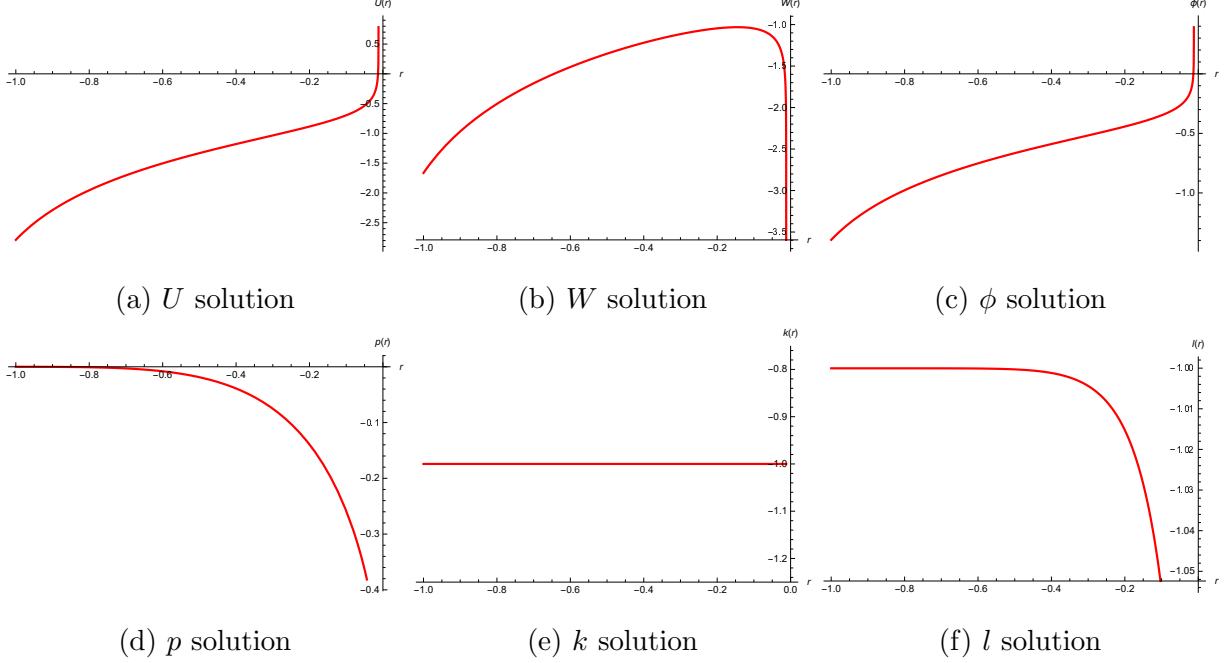 U(r)
0.5
r
-1.0 -0.8 -0.6 -0.4 -0.2
-0.5
-1.0
-1.5
-2.0
-2.5
(a) U solution
W(r)
-1.0
-1.5
-2.0
-2.5
-3.0
-3.5
r
-1.0 -0.8 -0.6 -0.4 -0.2
(b) W solution
ϕ(r)
r
-1.0 -0.8 -0.6 -0.4 -0.2
-0.5
-1.0
(c) ϕ solution
p(r)
r
-1.0 -0.8 -0.6 -0.4 -0.2
-0.1
-0.2
-0.3
-0.4
(d) p solution
k(r)
-0.8
-0.9
-1.0
-1.1
-1.2
r
-1.0 -0.8 -0.6 -0.4 -0.2 0.0
(e) k solution
l(r)
-1.00
-1.01
-1.02
-1.03
-1.04
-1.05
r
-1.0 -0.8 -0.6 -0.4 -0.2
(f) l solution